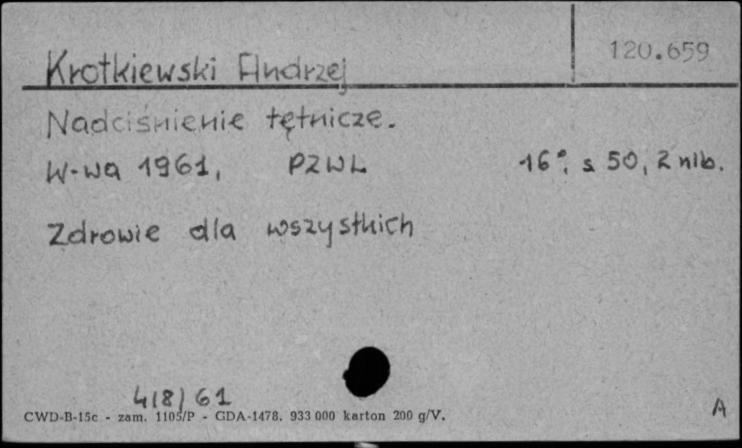 Krotkiewski Andrzej
120.659
Nadciśnienie tętnicze.
W-wa 1961, PZWL 16°, s 50, 2 nlb.
Zdrowie dla wszystkich
418/61
CWD-B-15c - zam. 1105/P - GDA-1478. 933 000 karton 200 g/V.
A